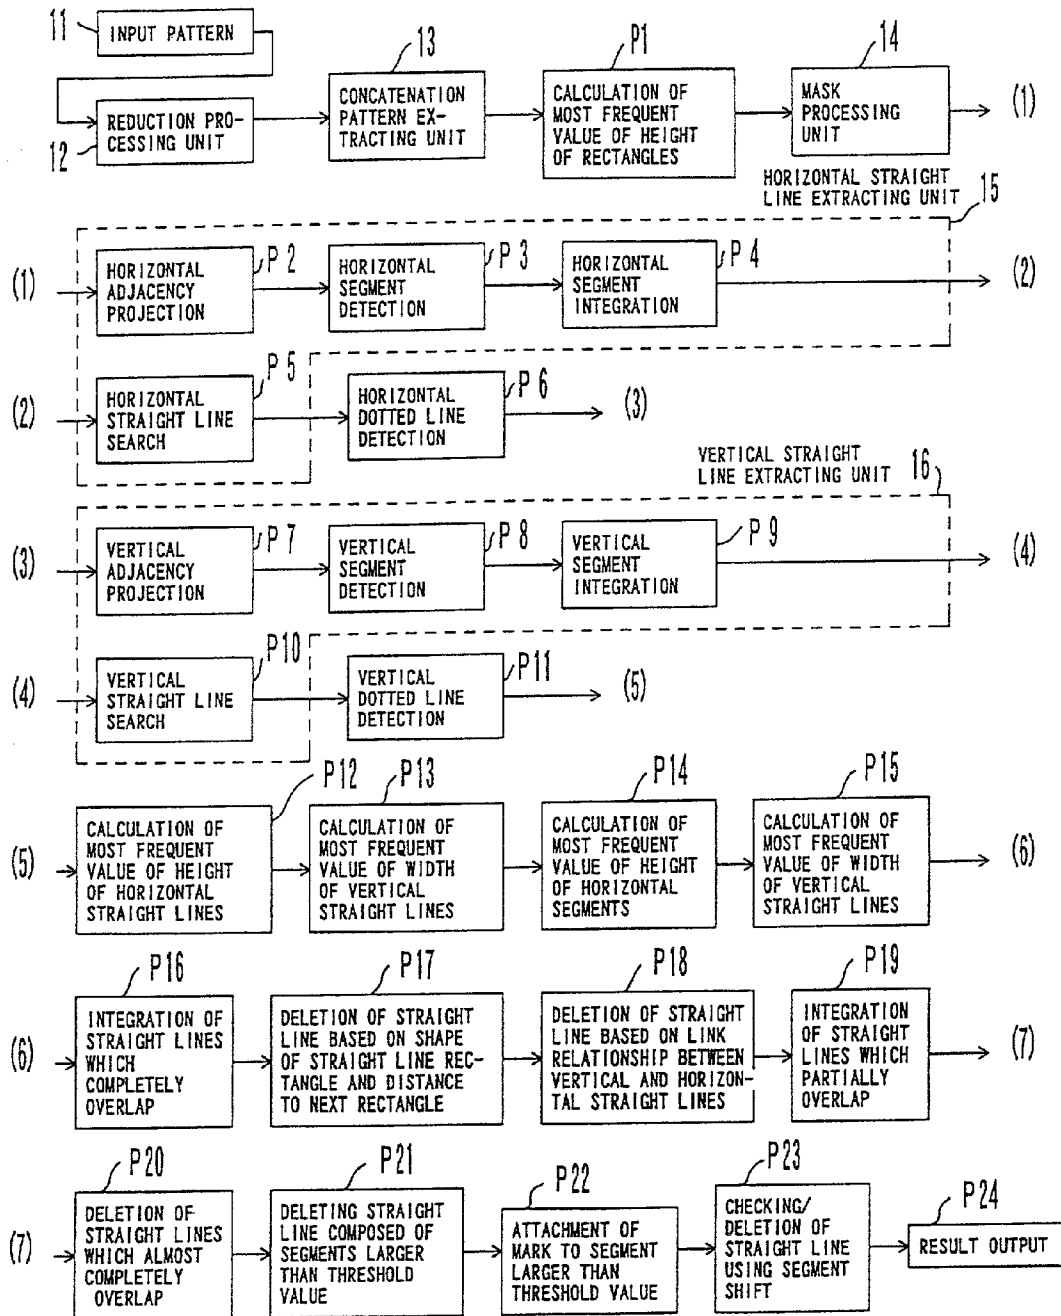 11
INPUT PATTERN
12
REDUCTION PRO-
CESSING UNIT
13
CONCATENATION
PATTERN EX-
TRACTING UNIT
P1
CALCULATION OF
MOST FREQUENT
VALUE OF HEIGHT
OF RECTANGLES
14
MASK
PROCESSING
UNIT
(1)
HORIZONTAL STRAIGHT
LINE EXTRACTING UNIT
15
(1)
HORIZONTAL
ADJACENCY
PROJECTION
P 2
HORIZONTAL
SEGMENT
DETECTION
P 3
HORIZONTAL
SEGMENT
INTEGRATION
P 4
(2)
(2)
HORIZONTAL
STRAIGHT LINE
SEARCH
P 5
HORIZONTAL
DOTTED LINE
DETECTION
P 6
(3)
VERTICAL STRAIGHT
LINE EXTRACTING UNIT
16
(3)
VERTICAL
ADJACENCY
PROJECTION
P 7
VERTICAL
SEGMENT
DETECTION
P 8
VERTICAL
SEGMENT
INTEGRATION
P 9
(4)
(4)
VERTICAL
STRAIGHT LINE
SEARCH
P10
VERTICAL
DOTTED LINE
DETECTION
P11
(5)
(5)
P12
CALCULATION OF
MOST FREQUENT
VALUE OF HEIGHT
OF HORIZONTAL
STRAIGHT LINES
P13
CALCULATION OF
MOST FREQUENT
VALUE OF WIDTH
OF VERTICAL
STRAIGHT LINES
P14
CALCULATION OF
MOST FREQUENT
VALUE OF HEIGHT
OF HORIZONTAL
SEGMENTS
P15
CALCULATION OF
MOST FREQUENT
VALUE OF WIDTH
OF VERTICAL
STRAIGHT LINES
(6)
(6)
P16
INTEGRATION OF
STRAIGHT LINES
WHICH
COMPLETELY
OVERLAP
P17
DELETION OF STRAIGHT
LINE BASED ON SHAPE
OF STRAIGHT LINE REC-
TANGLE AND DISTANCE
TO NEXT RECTANGLE
P18
DELETION OF STRAIGHT
LINE BASED ON LINK
RELATIONSHIP BETWEEN
VERTICAL AND HORIZON-
TAL STRAIGHT LINES
P19
INTEGRATION
OF STRAIGHT
LINES WHICH
PARTIALLY
OVERLAP
(7)
(7)
P20
DELETION OF
STRAIGHT LINES
WHICH ALMOST
COMPLETELY
OVERLAP
P21
DELETING STRAIGHT
LINE COMPOSED OF
SEGMENTS LARGER
THAN THRESHOLD
VALUE
P22
ATTACHMENT OF
MARK TO SEGMENT
LARGER THAN
THRESHOLD VALUE
P23
CHECKING/
DELETION OF
STRAIGHT LINE
USING SEGMENT
SHIFT
P24
RESULT OUTPUT